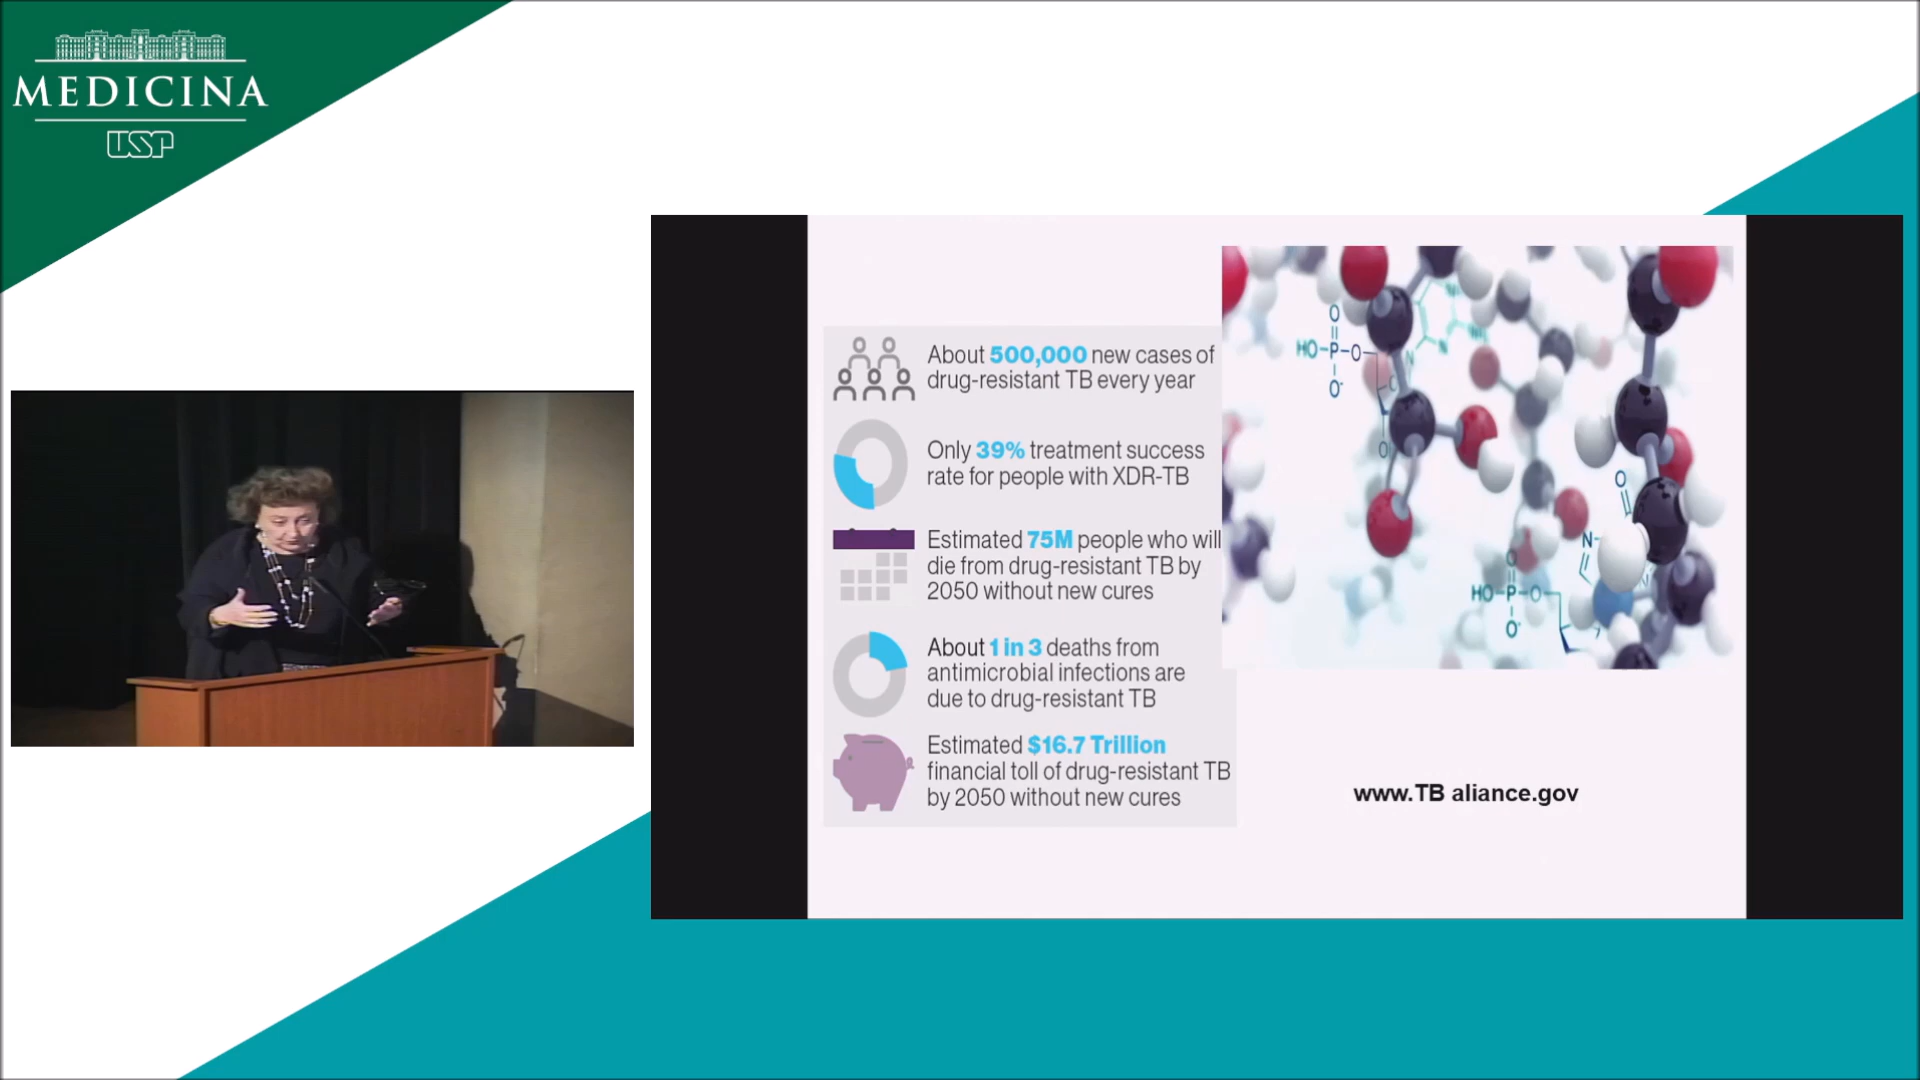 MEDICINA
USP
About 500,000 new cases of
drug-resistant TB every year
Only 39% treatment success
rate for people with XDR-TB
Estimated 75M people who will
die from drug-resistant TB by
2050 without new cures
About 1 in 3 deaths from
antimicrobial infections are
due to drug-resistant TB
Estimated $16.7 Trillion
financial toll of drug-resistant TB
by 2050 without new cures
O
HO-P-O
O-
O
N
O
N
O
HO-P-O
O-
www.TB aliance.gov